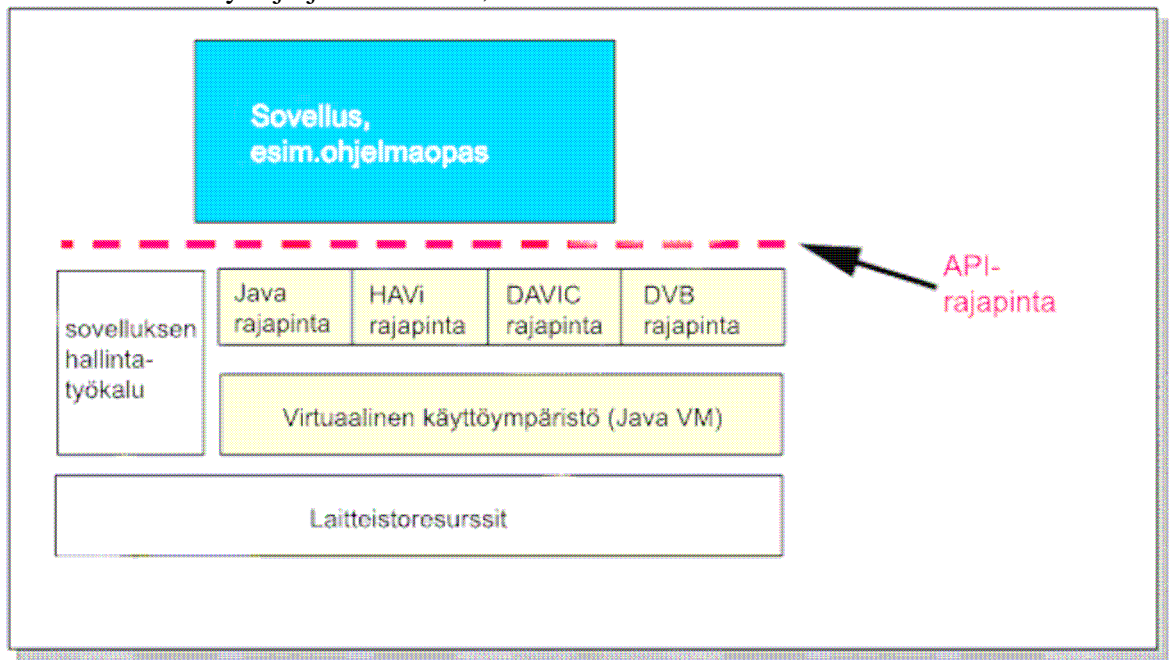 Sovellus,
esim.ohjelmaopas
API-
rajapinta
Java
rajapinta
HAVi
rajapinta
DAVIC
rajapinta
DVB
rajapinta
sovelluksen
hallinta-
työkalu
Virtuaalinen käyttöympäristö (Java VM)
Laitteistoresurssit